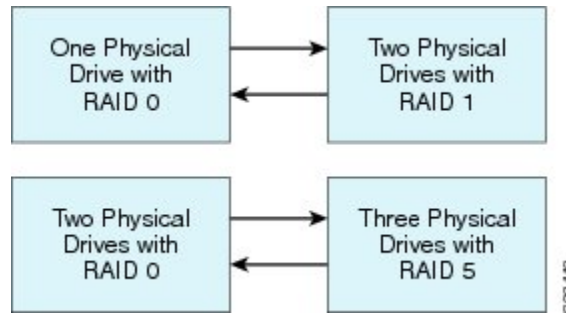 One Physical
Drive with
RAID 0
Two Physical
Drives with
RAID 1
Two Physical
Drives with
RAID 0
Three Physical
Drives with
RAID 5